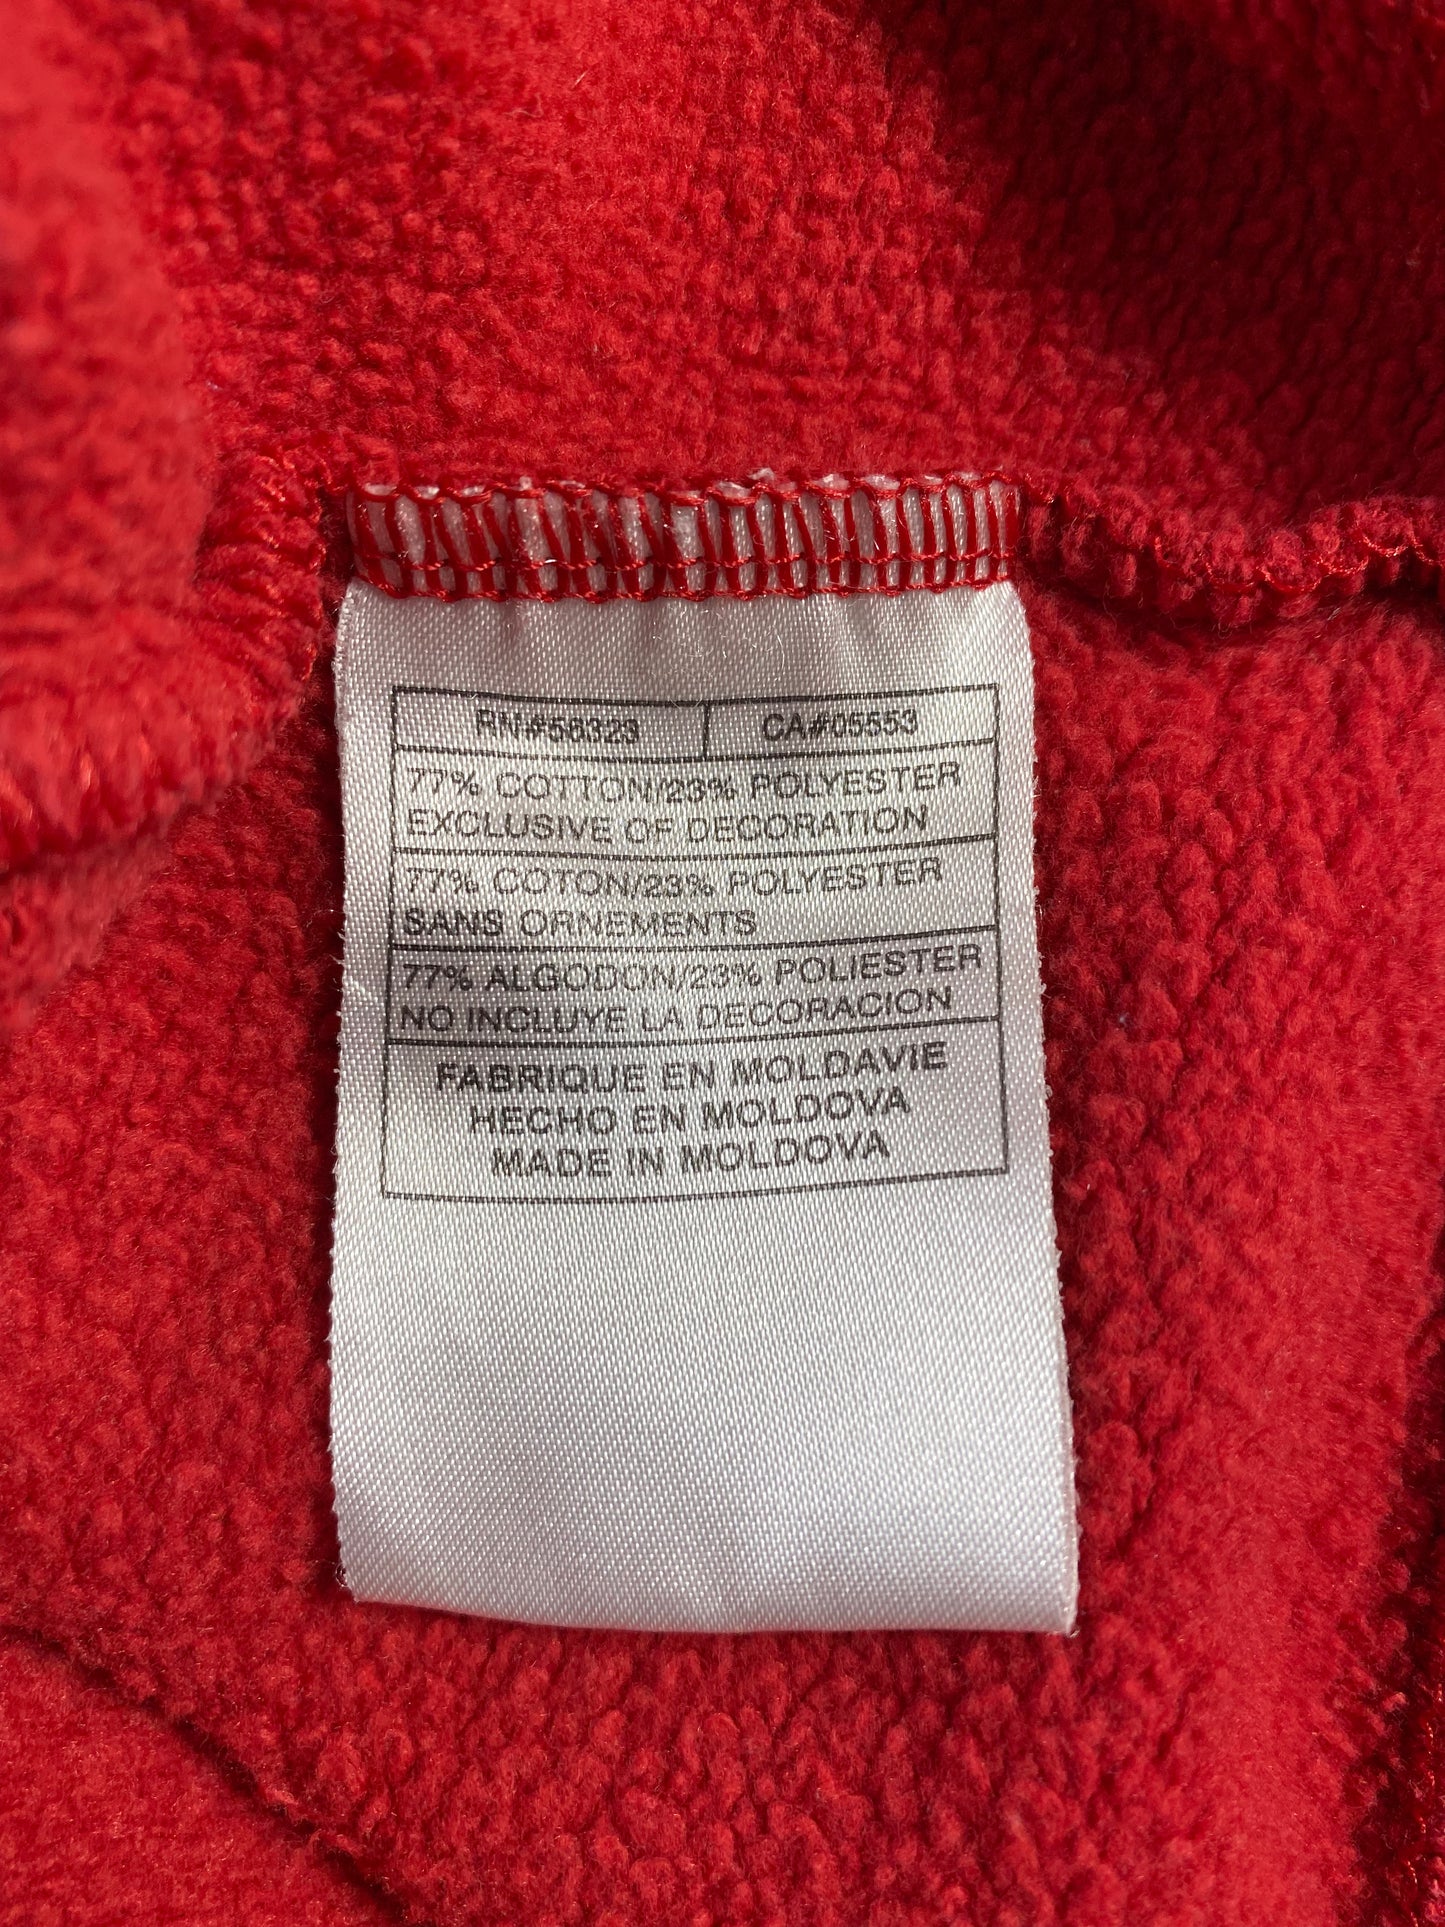 RN#56323 CA#05553
77% COTTON/23% POLYESTER
EXCLUSIVE OF DECORATION
77% COTON/23% POLYESTER
SANS ORNEMENTS
77% ALGODON/23% POLIESTER
NO INCLUYE LA DECORACION
FABRIQUE EN MOLDAVIE
HECHO EN MOLDOVA
MADE IN MOLDOVA